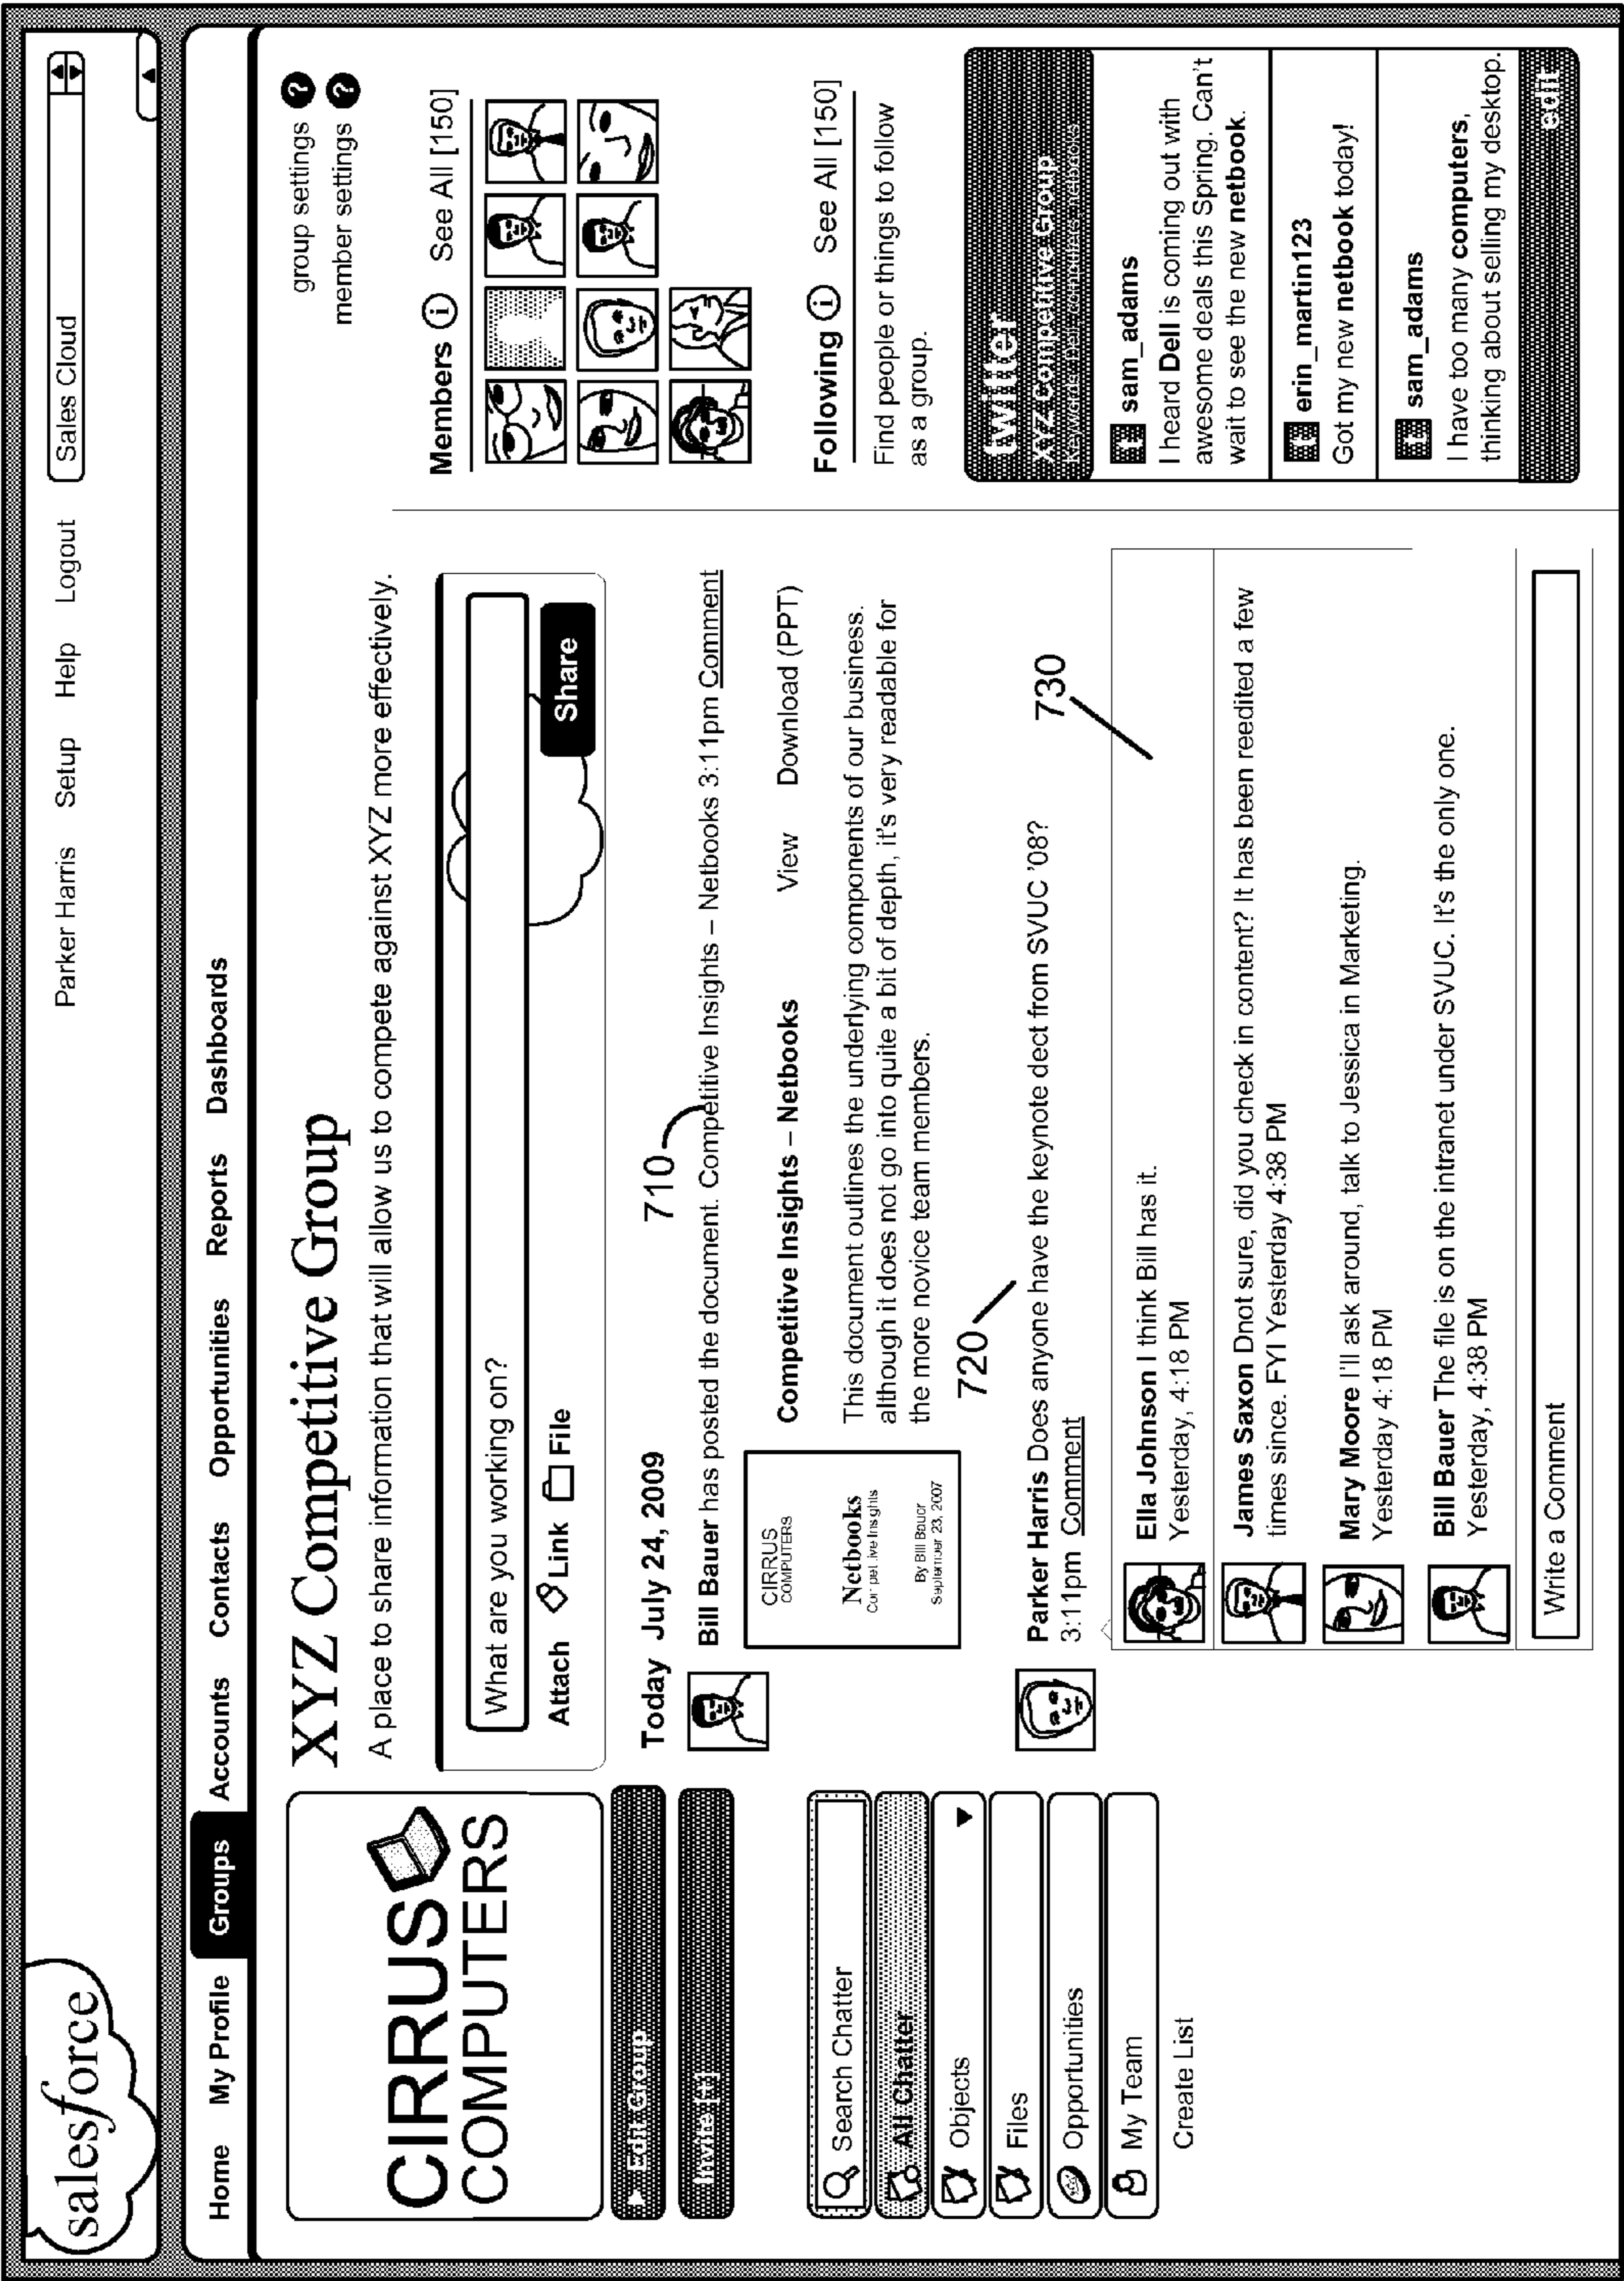 salesforce
Parker Harris Setup Help Logout
Sales Cloud
Home My Profile Groups Accounts Contacts Opportunities Reports Dashboards
CIRRUS
COMPUTERS
Edit Group
Invite [+]
Search Chatter
All Chatter
Objects
Files
Opportunities
My Team
Create List
XYZ Competitive Group
A place to share information that will allow us to compete against XYZ more effectively.
What are you working on?
Attach Link File
Share
Today July 24, 2009
710
Bill Bauer has posted the document. Competitive Insights – Netbooks 3:11pm Comment
CIRRUS
COMPUTERS
Netbooks
By Bill Bauer
September 23, 2007
Competitive Insights – Netbooks View Download (PPT)
This document outlines the underlying components of our business.
although it does not go into quite a bit of depth, it's very readable for
the more novice team members.
720
730
Parker Harris Does anyone have the keynote dect from SVUC '08?
3:11pm Comment
Ella Johnson I think Bill has it.
Yesterday, 4:18 PM
James Saxon Dnot sure, did you check in content? It has been reedited a few
times since. FYI Yesterday 4:38 PM
Mary Moore I'll ask around, talk to Jessica in Marketing.
Yesterday 4:18 PM
Bill Bauer The file is on the intranet under SVUC. It's the only one.
Yesterday, 4:38 PM
Write a Comment
group settings ?
member settings ?
Members i See All [150]
Following i See All [150]
Find people or things to follow
as a group.
twitter
XYZ Competitive Group
Keywords: netbooks
sam_adams
I heard Dell is coming out with
awesome deals this Spring. Can't
wait to see the new netbook.
erin_martin123
Got my new netbook today!
sam_adams
I have too many computers,
thinking about selling my desktop.
edit